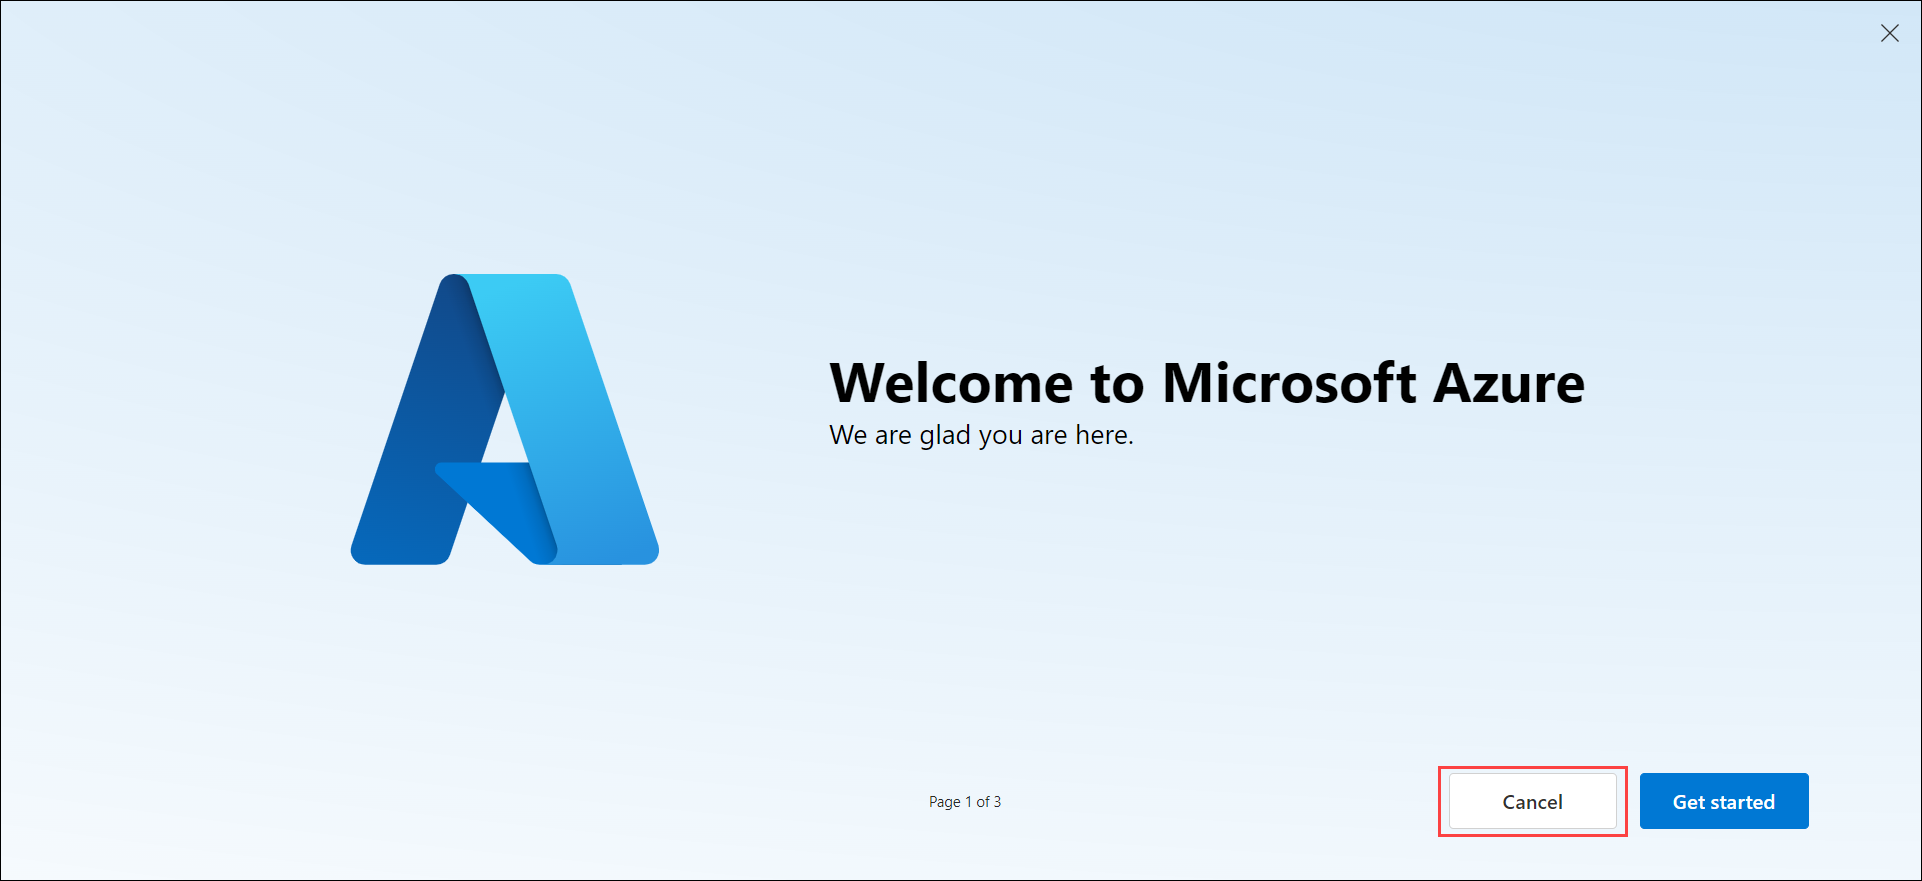 Welcome to Microsoft Azure
We are glad you are here.
Page 1 of 3
Cancel
Get started